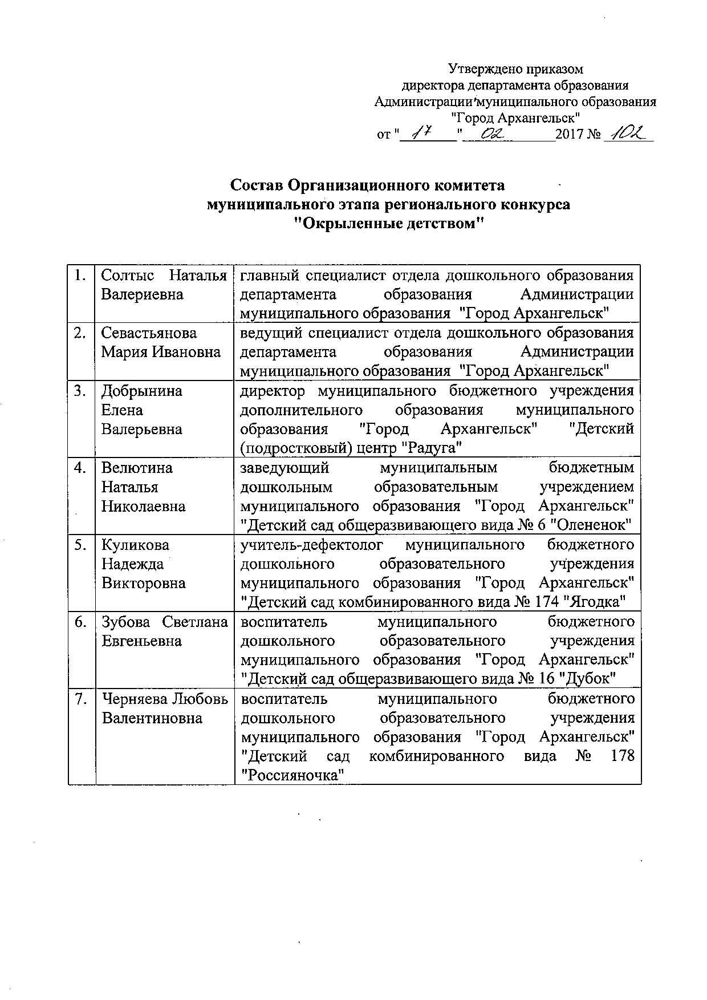 Утверждено приказом
директора департамента образования
Администрации муниципального образования
"Город Архангельск"
от " 17 " 02 2017 № 102
Состав Организационного комитета
муниципального этапа регионального конкурса
"Окрыленные детством"
1. Солтыс Наталья главный специалист отдела дошкольного образования
Валериевна департамента образования Администрации
муниципального образования "Город Архангельск"
2. Севастьянова ведущий специалист отдела дошкольного образования
Мария Ивановна департамента образования Администрации
муниципального образования "Город Архангельск"
3. Добрынина директор муниципального бюджетного учреждения
Елена дополнительного образования муниципального
Валерьевна образования "Город Архангельск" "Детский
(подростковый) центр "Радуга"
4. Велютина заведующий муниципальным бюджетным
Наталья дошкольным образовательным учреждением
Николаевна муниципального образования "Город Архангельск"
"Детский сад общеразвивающего вида № 6 "Олененок"
5. Куликова учитель-дефектолог муниципального бюджетного
Надежда дошкольного образовательного учреждения
Викторовна муниципального образования "Город Архангельск"
"Детский сад комбинированного вида № 174 "Ягодка"
6. Зубова Светлана воспитатель муниципального бюджетного
Евгеньевна дошкольного образовательного учреждения
муниципального образования "Город Архангельск"
"Детский сад общеразвивающего вида № 16 "Дубок"
7. Черняева Любовь воспитатель муниципального бюджетного
Валентиновна дошкольного образовательного учреждения
муниципального образования "Город Архангельск"
"Детский сад комбинированного вида № 178
"Россияночка"